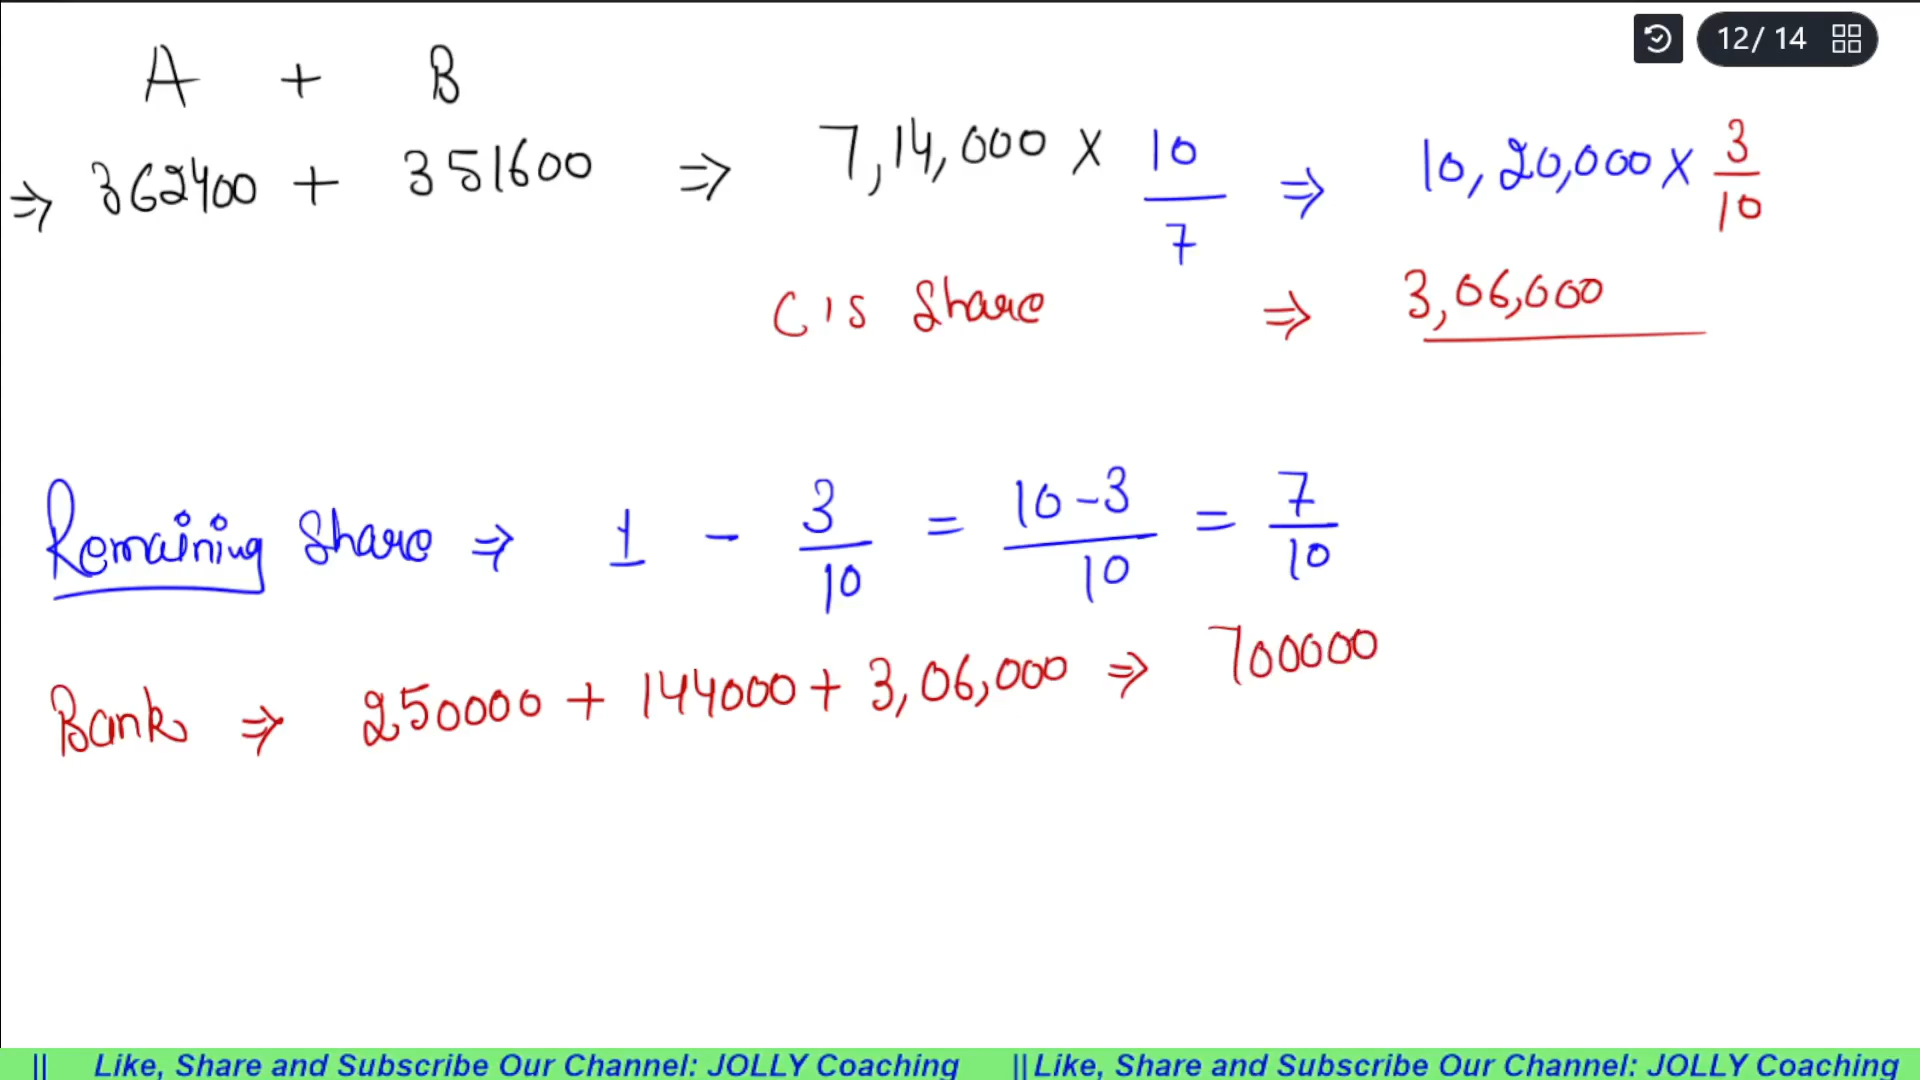 12/ 14
A + B
⇒ 362400 + 351600 ⇒ 7,14,000 × 10/7 ⇒ 10,20,000 × 3/10
C's Share ⇒ 3,06,000
Remaining Share ⇒ 1 - 3/10 = 10-3/10 = 7/10
Bank ⇒ 250000 + 144000 + 3,06,000 ⇒ 700000
|| Like, Share and Subscribe Our Channel: JOLLY Coaching || Like, Share and Subscribe Our Channel: JOLLY Coaching